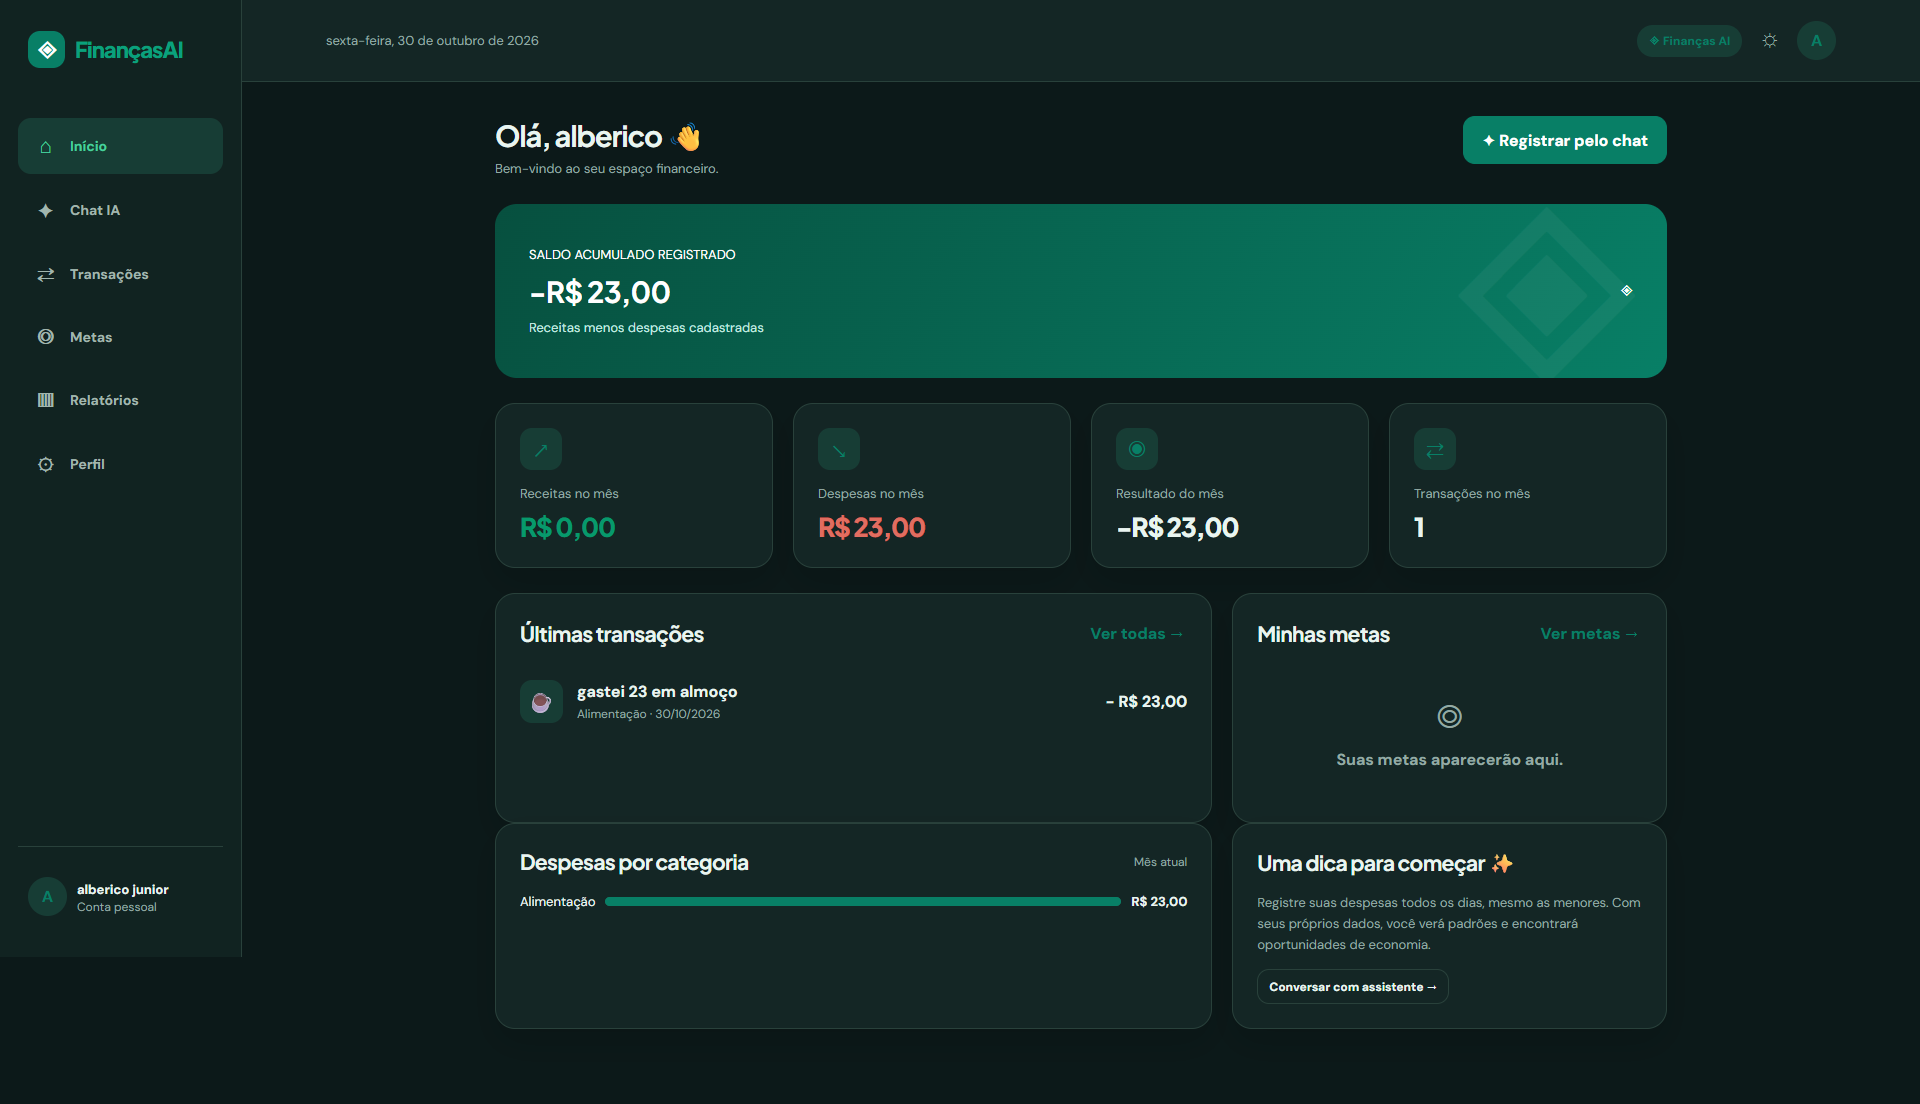 FinançasAI
Início
Chat IA
Transações
Metas
Relatórios
Perfil
A
alberico junior
Conta pessoal
sexta-feira, 30 de outubro de 2026
Finanças AI
A
Olá, alberico 👋
Bem-vindo ao seu espaço financeiro.
✦ Registrar pelo chat
SALDO ACUMULADO REGISTRADO
-R$ 23,00
Receitas menos despesas cadastradas
Receitas no mês
R$ 0,00
Despesas no mês
R$ 23,00
Resultado do mês
-R$ 23,00
Transações no mês
1
Últimas transações
Ver todas →
gastei 23 em almoço
Alimentação · 30/10/2026
- R$ 23,00
Minhas metas
Ver metas →
Suas metas aparecerão aqui.
Despesas por categoria
Mês atual
Alimentação
R$ 23,00
Uma dica para começar ✨
Registre suas despesas todos os dias, mesmo as menores. Com
seus próprios dados, você verá padrões e encontrará
oportunidades de economia.
Conversar com assistente →